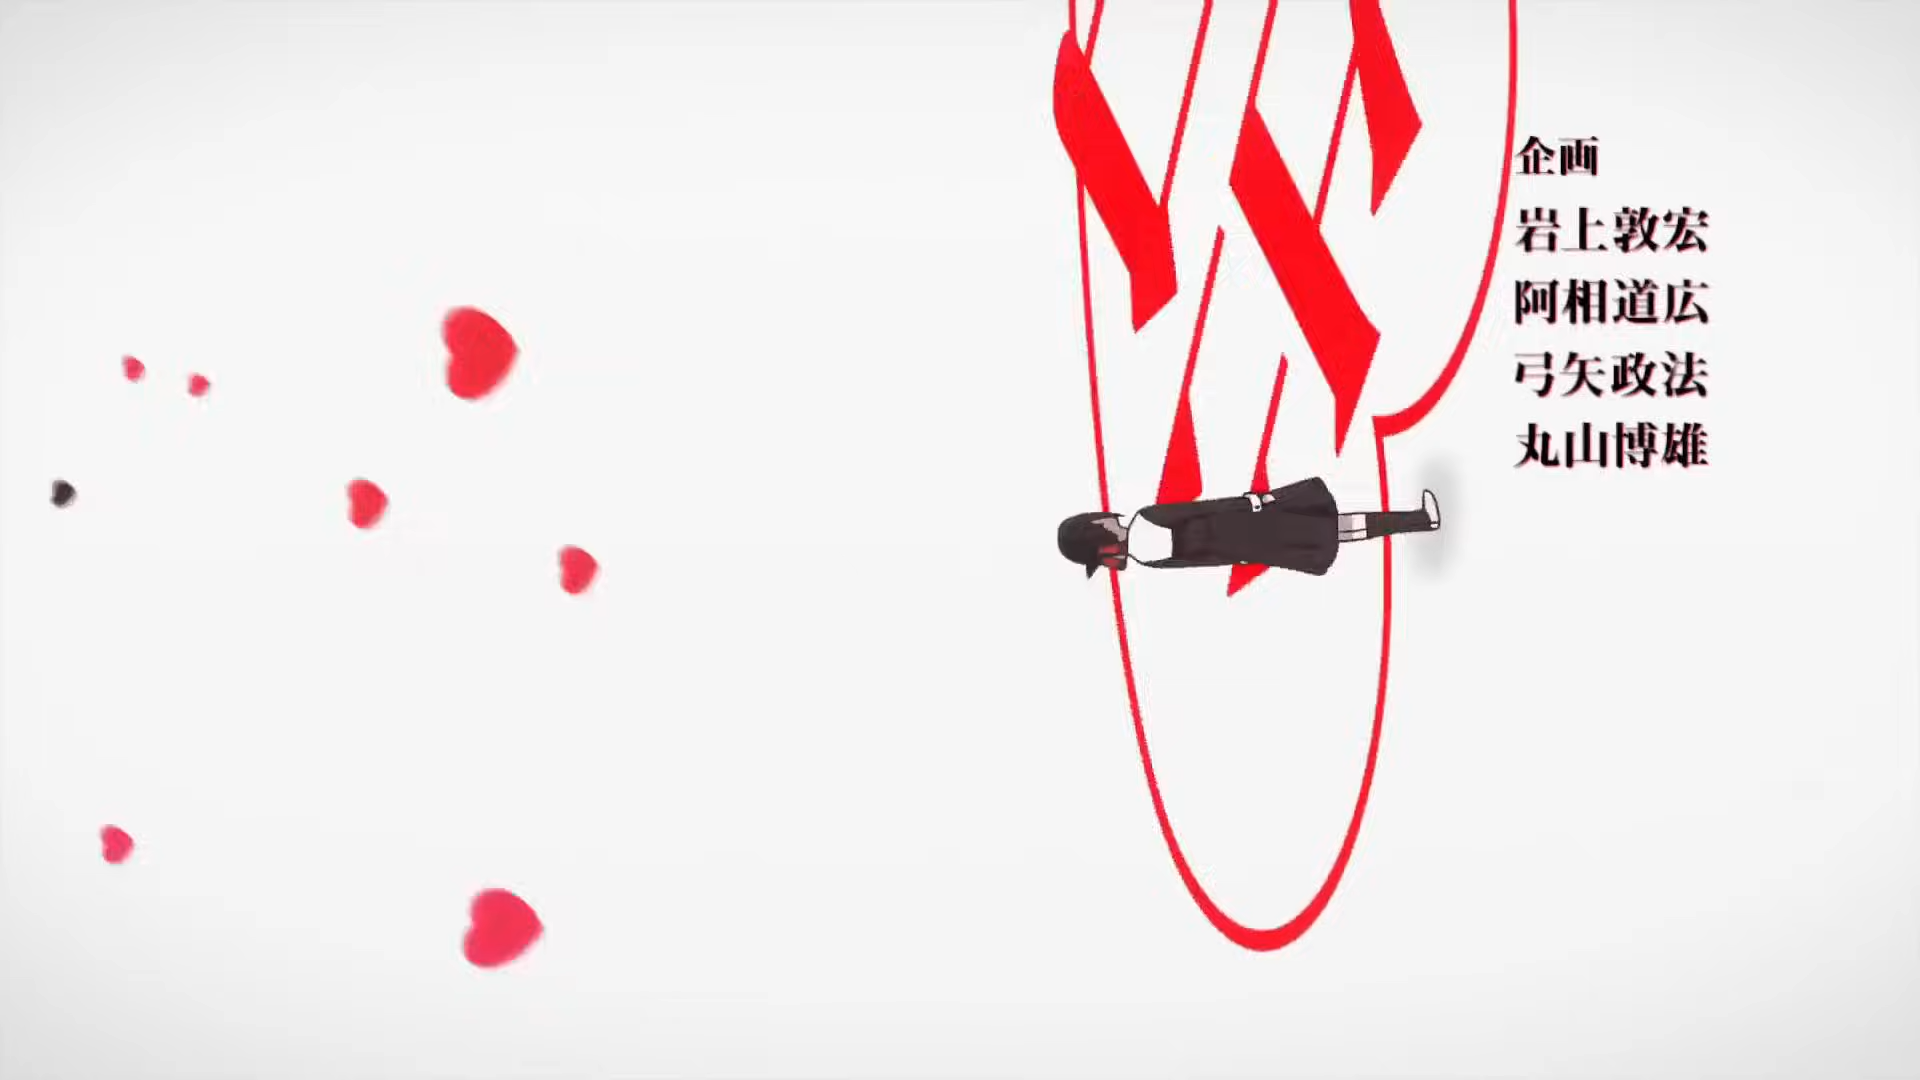 企画
岩上敦宏
阿相道広
弓矢政法
丸山博雄